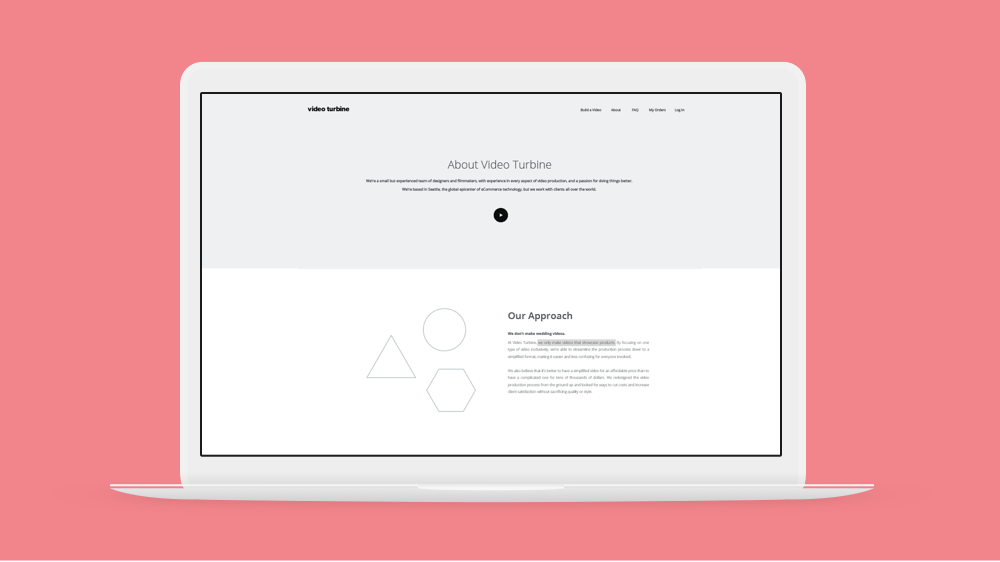 video turbine
Build a Video About FAQ My Orders Log In
About Video Turbine
We're a small but experienced team of designers and filmmakers, with experience in every aspect of video production, and a passion for doing things better.
We're based in Seattle, the global epicenter of eCommerce technology, but we work with clients all over the world.
Our Approach
We don't make wedding videos.
At Video Turbine, we only make videos that showcase products. By focusing on one
type of video exclusively, we're able to streamline the production process down to a
simplified format, making it easier and less confusing for everyone involved.
We also believe that it's better to have a simplified video for an affordable price than to
have a complicated one for tens of thousands of dollars. We reimagined the video
production process from the ground up and looked for ways to cut costs and increase
client satisfaction without sacrificing quality or style.